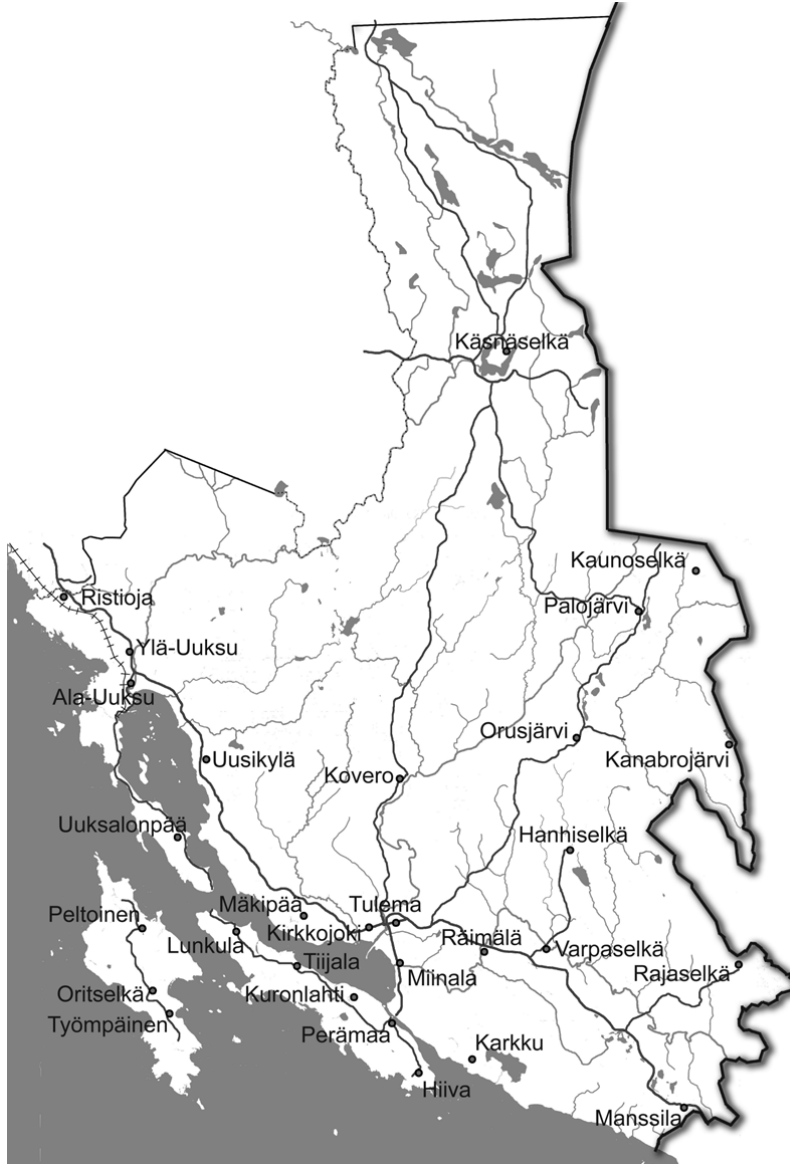 Käsnäselkä
Kaunoselkä
Ristioja
Palojärvi
Ylä-Uuksu
Ala-Uuksu
Orusjärvi
Uusikylä
Kanabrojärvi
Kovero
Uuksalonpää
Hanhiselkä
Mäkipää
Tulema
Peltoinen
Kirkkojoki
Lunkula
Räimälä
Varpaselkä
Tiijala
Rajaselkä
Miinala
Oritselkä
Kuronlahti
Työmpäinen
Perämaa
Karkku
Hiiva
Manssila